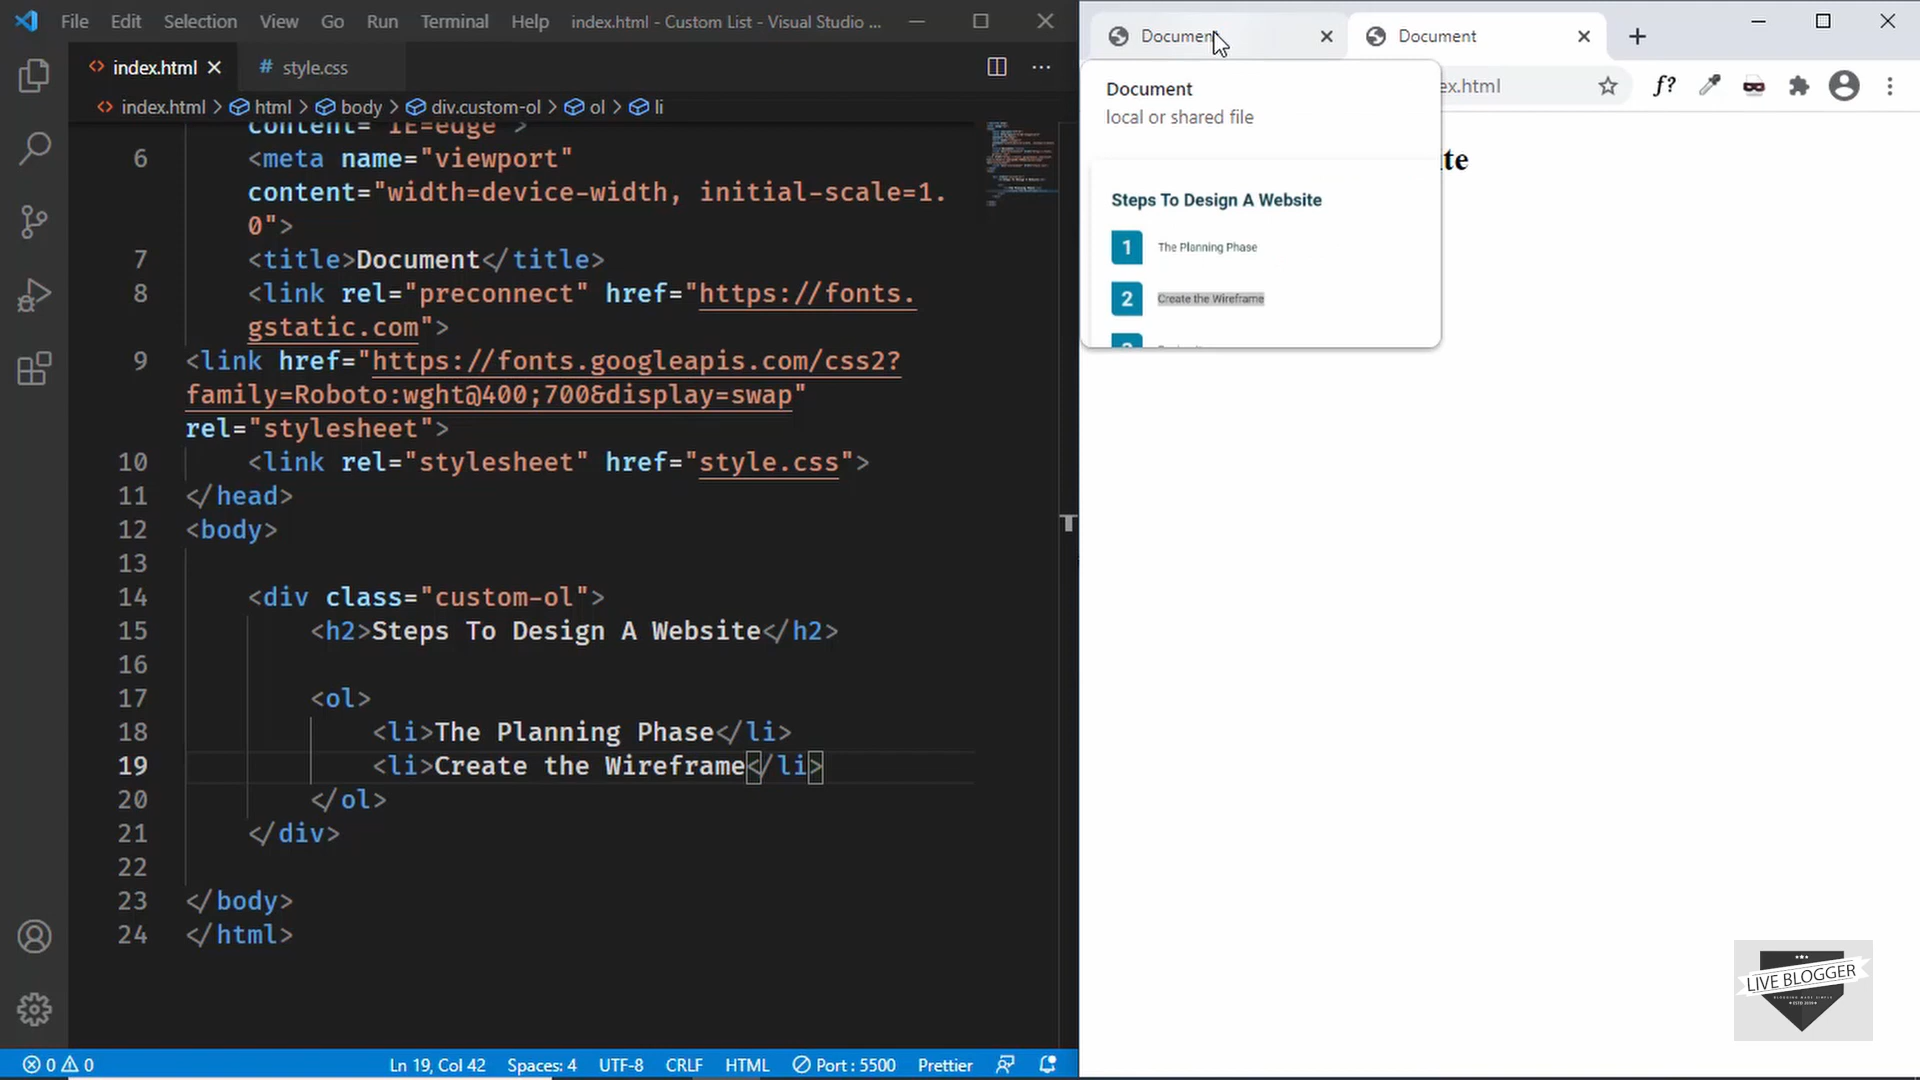 File Edit Selection View Go Run Terminal Help index.html - Custom List - Visual Studio ...
index.html # style.css
index.html > html > body > div.custom-ol > ol > li
content="IE=edge">
6 <meta name="viewport"
content="width=device-width, initial-scale=1.
0">
7 <title>Document</title>
8 <link rel="preconnect" href="https://fonts.
gstatic.com">
9 <link href="https://fonts.googleapis.com/css2?
family=Roboto:wght@400;700&display=swap"
rel="stylesheet">
10 <link rel="stylesheet" href="style.css">
11 </head>
12 <body>
13
14 <div class="custom-ol">
15 <h2>Steps To Design A Website</h2>
16
17 <ol>
18 <li>The Planning Phase</li>
19 <li>Create the Wireframe</li>
20 </ol>
21 </div>
22
23 </body>
24 </html>
0 0 Ln 19, Col 42 Spaces: 4 UTF-8 CRLF HTML Port : 5500 Prettier
Document Document
ex.html f?
Document
local or shared file
ite
Steps To Design A Website
1 The Planning Phase
2 Create the Wireframe
LIVE BLOGGER